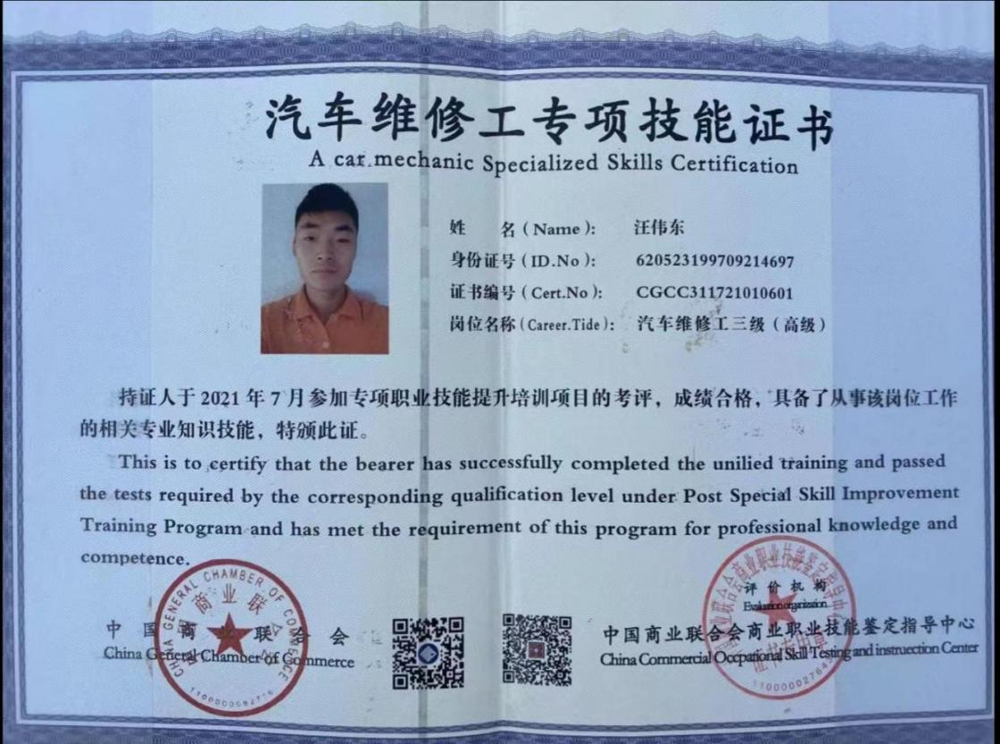 汽车维修工专项技能证书
A car.mechanic Specialized Skills Certification
姓 名（Name）： 汪伟东
身份证号（ID.No）： 620523199709214697
证书编号（Cert.No）： CGCC311721010601
岗位名称（Career.Tide）： 汽车维修工三级（高级）
持证人于 2021 年 7 月参加专项职业技能提升培训项目的考评，成绩合格，具备了从事该岗位工作
的相关专业知识技能，特颁此证。
This is to certify that the bearer has successfully completed the unilied training and passed
the tests required by the corresponding qualification level under Post Special Skill Improvement
Training Program and has met the requirement of this program for professional knowledge and
competence.
CHINA GENERAL CHAMBER OF COMMERCE
中国商业联合会
中国商业联合会
China General Chamber of Commerce
评价机构
Evaluation organization
中国商业联合会商业职业技能鉴定指导中心
China Commercial Occpational Skill Testing and instruection Center